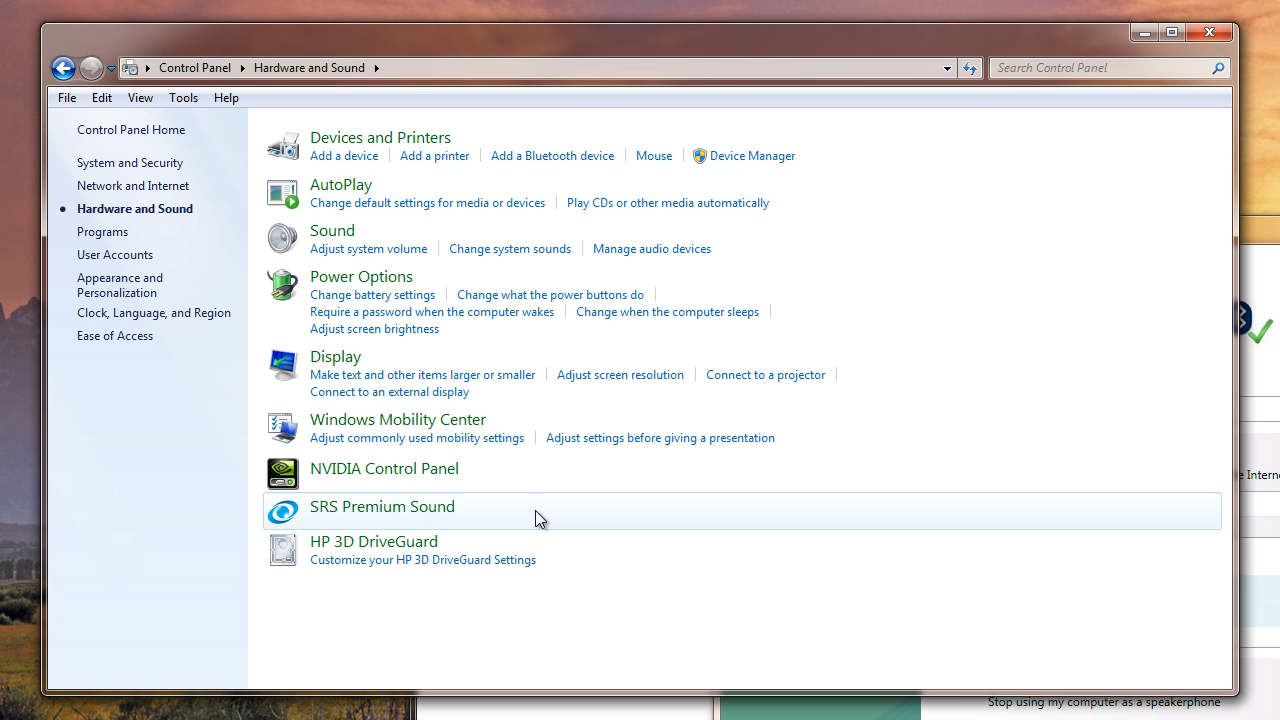 Control Panel Hardware and Sound Search Control Panel
File Edit View Tools Help
Control Panel Home
System and Security
Network and Internet
Hardware and Sound
Programs
User Accounts
Appearance and
Personalization
Clock, Language, and Region
Ease of Access
Devices and Printers
Add a device Add a printer Add a Bluetooth device Mouse Device Manager
AutoPlay
Change default settings for media or devices Play CDs or other media automatically
Sound
Adjust system volume Change system sounds Manage audio devices
Power Options
Change battery settings Change what the power buttons do
Require a password when the computer wakes Change when the computer sleeps
Adjust screen brightness
Display
Make text and other items larger or smaller Adjust screen resolution Connect to a projector
Connect to an external display
Windows Mobility Center
Adjust commonly used mobility settings Adjust settings before giving a presentation
NVIDIA Control Panel
SRS Premium Sound
HP 3D DriveGuard
Customize your HP 3D DriveGuard Settings
e Intern
Stop using my computer as a speakerphone